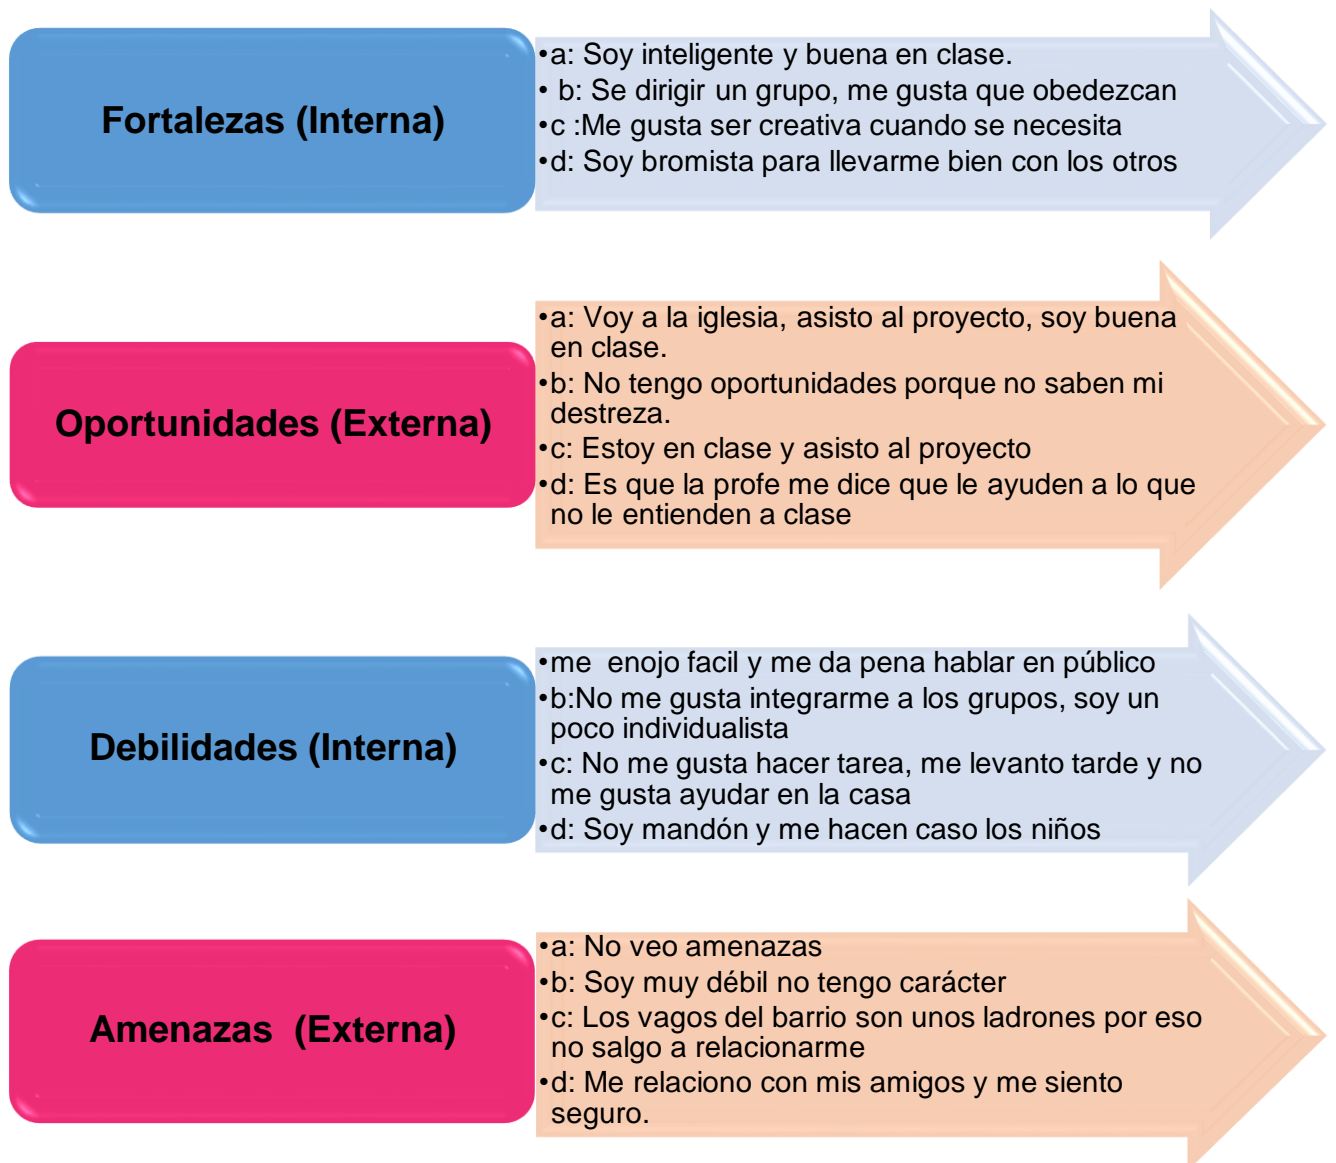 Fortalezas (Interna)
•a: Soy inteligente y buena en clase.
• b: Se dirigir un grupo, me gusta que obedezcan
•c :Me gusta ser creativa cuando se necesita
•d: Soy bromista para llevarme bien con los otros
Oportunidades (Externa)
•a: Voy a la iglesia, asisto al proyecto, soy buena
en clase.
•b: No tengo oportunidades porque no saben mi
destreza.
•c: Estoy en clase y asisto al proyecto
•d: Es que la profe me dice que le ayuden a lo que
no le entienden a clase
Debilidades (Interna)
•me  enojo facil y me da pena hablar en público
•b:No me gusta integrarme a los grupos, soy un
poco individualista
•c: No me gusta hacer tarea, me levanto tarde y no
me gusta ayudar en la casa
•d: Soy mandón y me hacen caso los niños
Amenazas  (Externa)
•a: No veo amenazas
•b: Soy muy débil no tengo carácter
•c: Los vagos del barrio son unos ladrones por eso
no salgo a relacionarme
•d: Me relaciono con mis amigos y me siento
seguro.